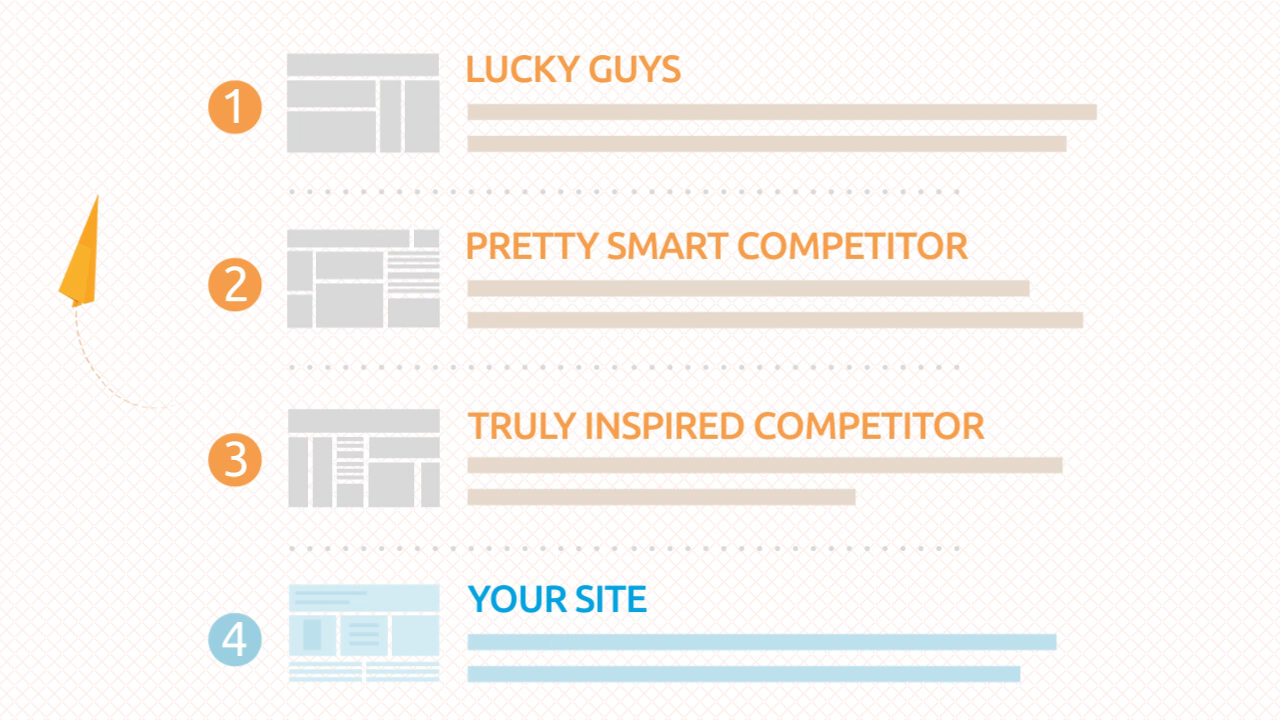 1
LUCKY GUYS
2
PRETTY SMART COMPETITOR
3
TRULY INSPIRED COMPETITOR
4
YOUR SITE